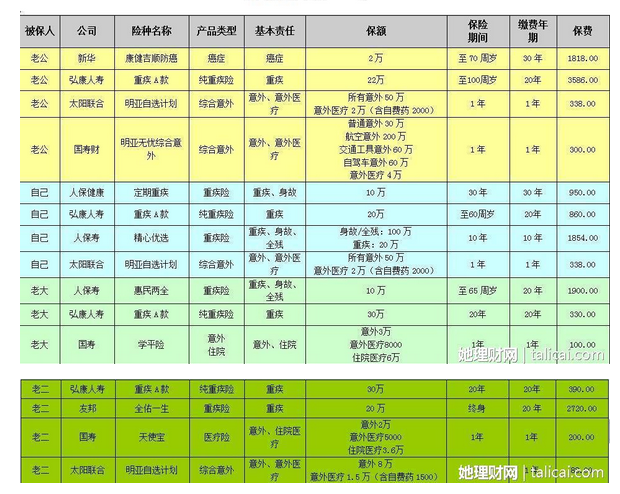 被保人 公司 险种名称 产品类型 基本责任 保额 保险期间 缴费年期 保费
老公 新华 康健吉顺防癌 癌症 癌症 2万 至70周岁 30年 1818.00
老公 弘康人寿 重疾A款 纯重疾险 重疾 22万 至100周岁 20年 3586.00
老公 太阳联合 明亚自选计划 综合意外 意外、意外医疗 所有意外50万 意外医疗2万（含自费药2000） 1年 1年 338.00
老公 国寿财 明亚无忧综合意外 综合意外 意外、意外医疗 普通意外30万 航空意外200万 交通工具意外60万 自驾车意外60万 意外医疗4万 1年 1年 300.00
自己 人保健康 定期重疾 重疾险 重疾、身故 10万 30年 30年 950.00
自己 弘康人寿 重疾A款 纯重疾险 重疾 20万 至60周岁 20年 860.00
自己 人保寿 精心优选 重疾险 重疾、身故、全残 身故/全残：100万 重疾：20万 10年 10年 1854.00
自己 太阳联合 明亚自选计划 综合意外 意外、意外医疗 所有意外50万 意外医疗2万（含自费药2000） 1年 1年 338.00
老大 人保寿 惠民两全 重疾险 重疾、身故、全残 10万 至65周岁 20年 1900.00
老大 弘康人寿 重疾A款 纯重疾险 重疾 30万 20年 20年 330.00
老大 国寿 学平险 意外住院 意外、住院 意外3万 意外医疗8000 住院医疗6万 1年 1年 100.00
她理财网 talicai.com
老二 弘康人寿 重疾A款 纯重疾险 重疾 30万 20年 20年 390.00
老二 友邦 全佑一生 重疾险 重疾 20万 终身 20年 2720.00
老二 国寿 天使宝 医疗险 意外、住院医疗 意外2万 意外医疗5000 住院医疗3.6万 1年 1年 200.00
老二 太阳联合 明亚自选计划 综合意外 意外、意外医疗 意外8万 意外医疗1.5万（含自费药1500） 1年
她理财网 talicai.com